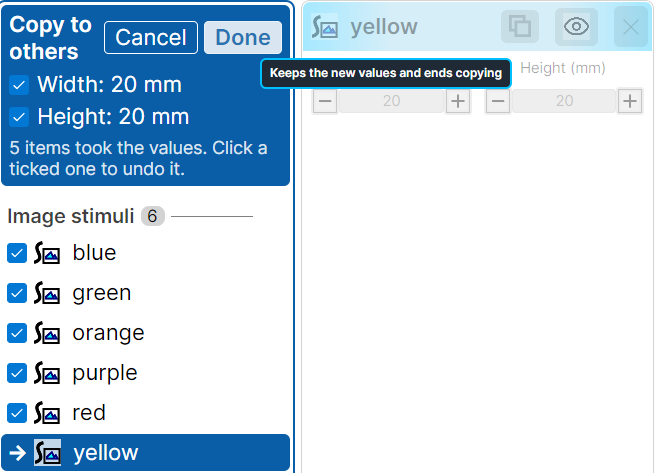 Copy to others
Cancel
Done
Width: 20 mm
Height: 20 mm
5 items took the values. Click a
ticked one to undo it.
Image stimuli 6
blue
green
orange
purple
red
yellow
yellow
Keeps the new values and ends copying
Height (mm)
20
20